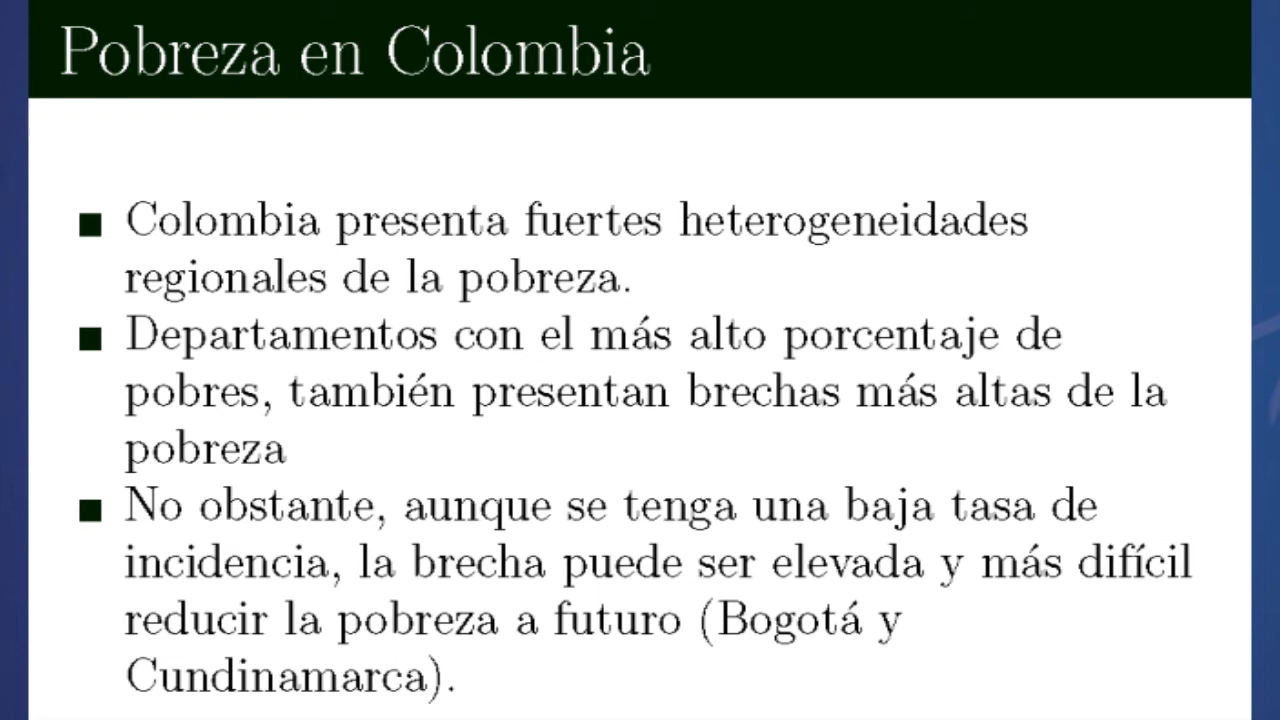 Pobreza en Colombia
■ Colombia presenta fuertes heterogeneidades
regionales de la pobreza.
■ Departamentos con el más alto porcentaje de
pobres, también presentan brechas más altas de la
pobreza
■ No obstante, aunque se tenga una baja tasa de
incidencia, la brecha puede ser elevada y más difícil
reducir la pobreza a futuro (Bogotá y
Cundinamarca).